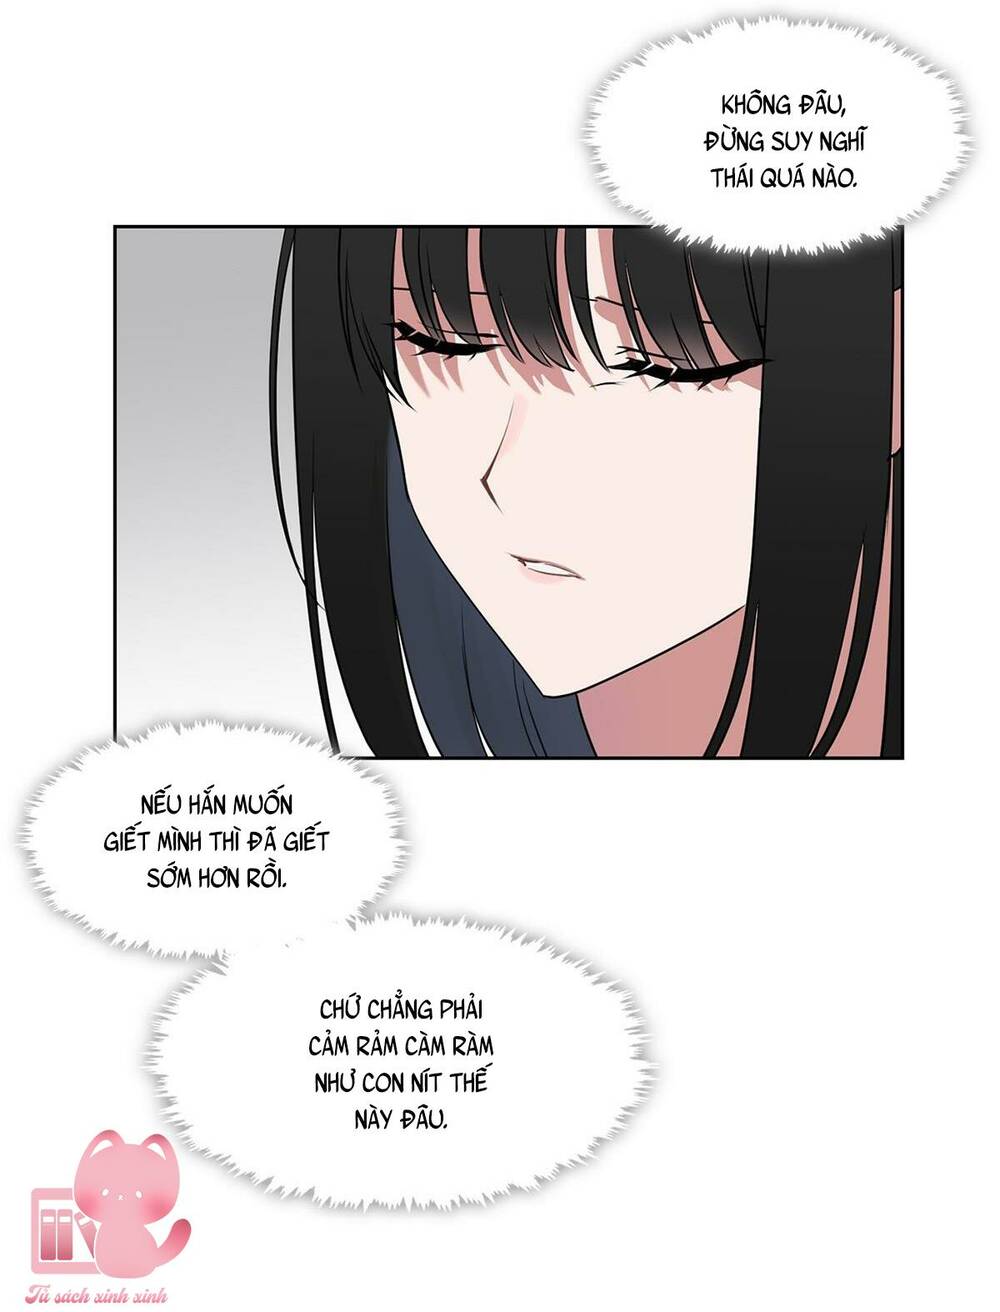 KHÔNG ĐÂU,
ĐỪNG SUY NGHĨ
THÁI QUÁ NÀO.
NẾU HẮN MUỐN
GIẾT MÌNH THÌ ĐÃ GIẾT
SỚM HƠN RỒI.
CHỨ CHẲNG PHẢI
CẢM RẢM CÀM RÀM
NHƯ CON NÍT THẾ
NÀY ĐÂU.
Tủ sách xinh xinh